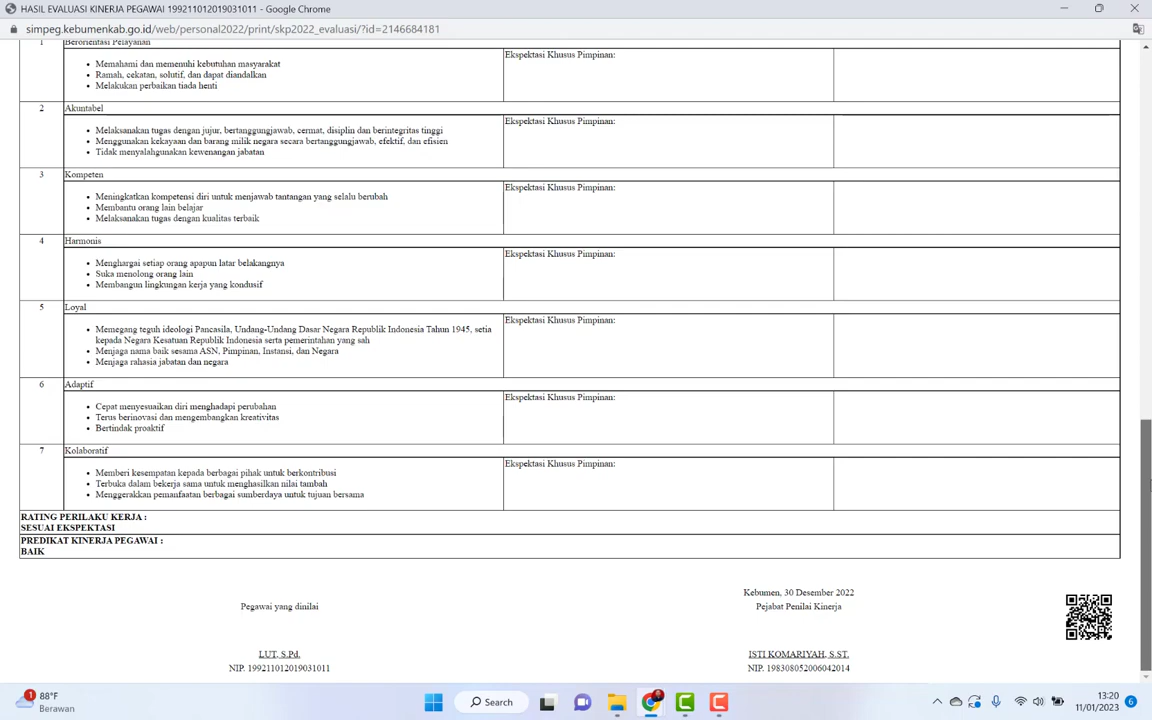 HASIL EVALUASI KINERJA PEGAWAI 199211012019031011 - Google Chrome
simpeg.kebumenkab.go.id/web/personal2022/print/skp2022_evaluasi/?id=2146684181
1 Berorientasi Pelayanan
Memahami dan memenuhi kebutuhan masyarakat
Ramah, cekatan, solutif, dan dapat diandalkan
Melakukan perbaikan tiada henti
Ekspektasi Khusus Pimpinan:
2 Akuntabel
Melaksanakan tugas dengan jujur, bertanggungjawab, cermat, disiplin dan berintegritas tinggi
Menggunakan kekayaan dan barang milik negara secara bertanggungjawab, efektif, dan efisien
Tidak menyalahgunakan kewenangan jabatan
Ekspektasi Khusus Pimpinan:
3 Kompeten
Meningkatkan kompetensi diri untuk menjawab tantangan yang selalu berubah
Membantu orang lain belajar
Melaksanakan tugas dengan kualitas terbaik
Ekspektasi Khusus Pimpinan:
4 Harmonis
Menghargai setiap orang apapun latar belakangnya
Suka menolong orang lain
Membangun lingkungan kerja yang kondusif
Ekspektasi Khusus Pimpinan:
5 Loyal
Memegang teguh ideologi Pancasila, Undang-Undang Dasar Negara Republik Indonesia Tahun 1945, setia
kepada Negara Kesatuan Republik Indonesia serta pemerintahan yang sah
Menjaga nama baik sesama ASN, Pimpinan, Instansi, dan Negara
Menjaga rahasia jabatan dan negara
Ekspektasi Khusus Pimpinan:
6 Adaptif
Cepat menyesuaikan diri menghadapi perubahan
Terus berinovasi dan mengembangkan kreativitas
Bertindak proaktif
Ekspektasi Khusus Pimpinan:
7 Kolaboratif
Memberi kesempatan kepada berbagai pihak untuk berkontribusi
Terbuka dalam bekerja sama untuk menghasilkan nilai tambah
Menggerakkan pemanfaatan berbagai sumberdaya untuk tujuan bersama
Ekspektasi Khusus Pimpinan:
RATING PERILAKU KERJA :
SESUAI EKSPEKTASI
PREDIKAT KINERJA PEGAWAI :
BAIK
Kebumen, 30 Desember 2022
Pegawai yang dinilai
Pejabat Penilai Kinerja
LUT, S.Pd.
NIP. 199211012019031011
ISTI KOMARIYAH, S.ST.
NIP. 198308052006042014
1
88°F
Berawan
Search
13:20
11/01/2023
6